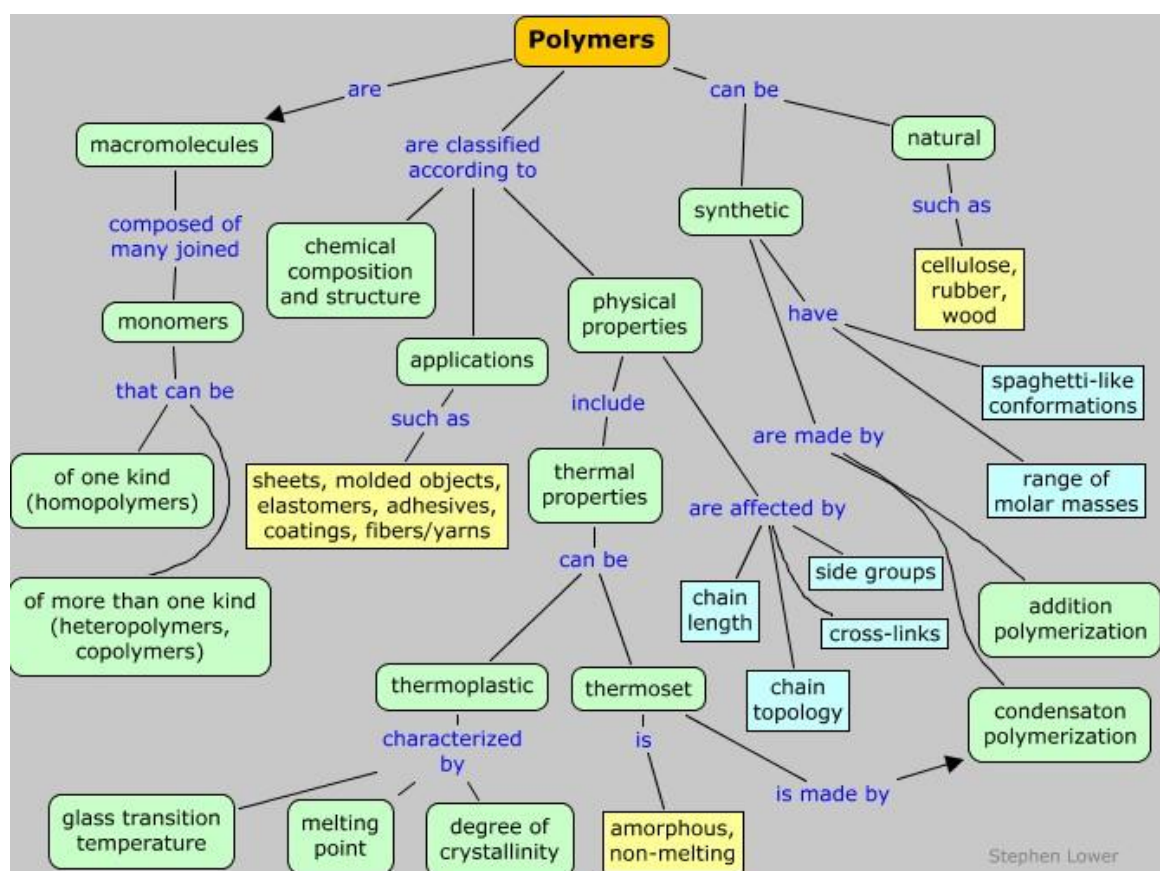 Polymers
are
can be
macromolecules
are classified
according to
natural
composed of
many joined
chemical
composition
and structure
synthetic
such as
cellulose,
rubber,
wood
monomers
physical
properties
have
applications
that can be
such as
include
spaghetti-like
conformations
are made by
of one kind
(homopolymers)
sheets, molded objects,
elastomers, adhesives,
coatings, fibers/yarns
thermal
properties
range of
molar masses
are affected by
can be
side groups
chain
length
cross-links
of more than one kind
(heteropolymers,
copolymers)
addition
polymerization
thermoplastic
thermoset
chain
topology
condensaton
polymerization
characterized
by
is
is made by
glass transition
temperature
melting
point
degree of
crystallinity
amorphous,
non-melting
Stephen Lower